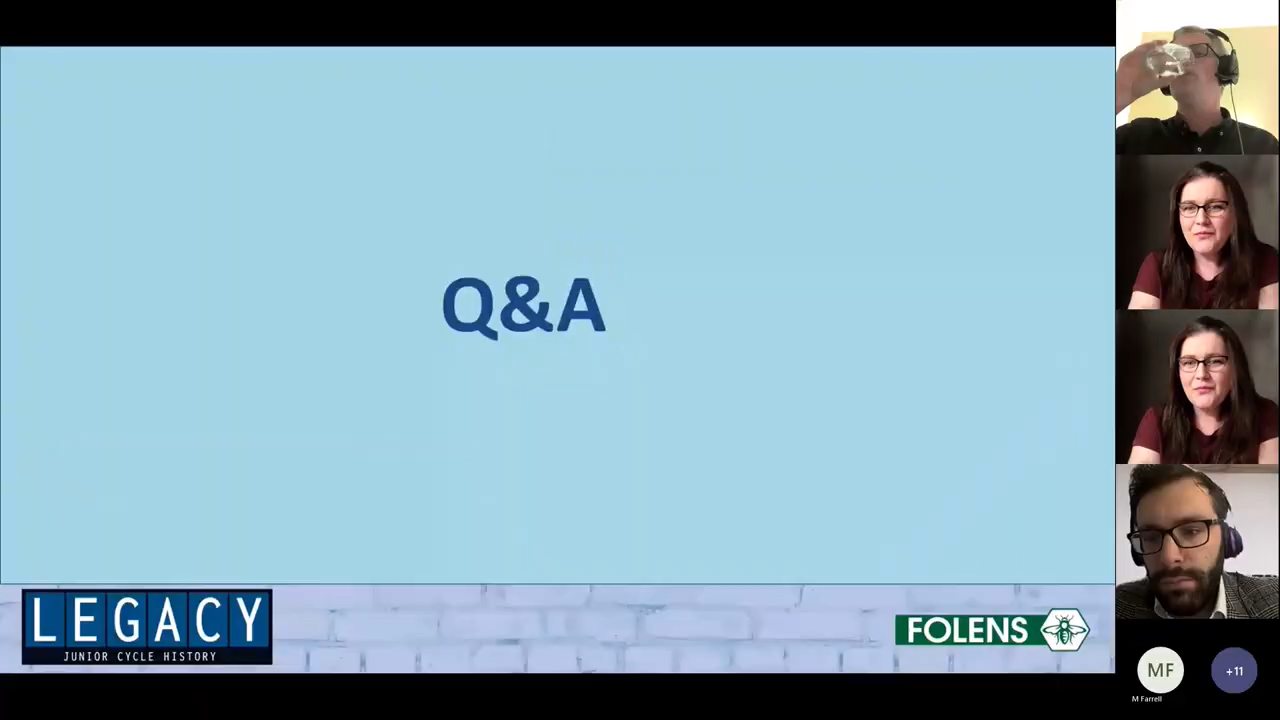 Q&A
LEGACY
JUNIOR CYCLE HISTORY
FOLENS
MF
+11
M Farrell